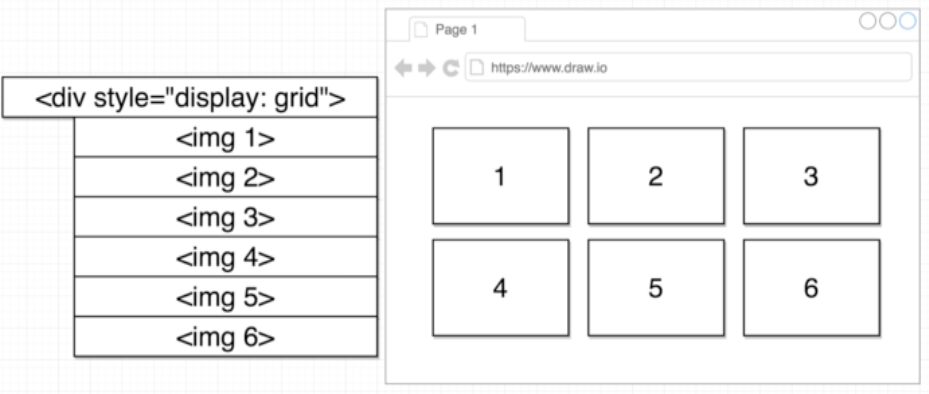 Page 1
https://www.draw.io
<div style="display: grid">
<img 1>
<img 2>
<img 3>
<img 4>
<img 5>
<img 6>
1 2 3
4 5 6